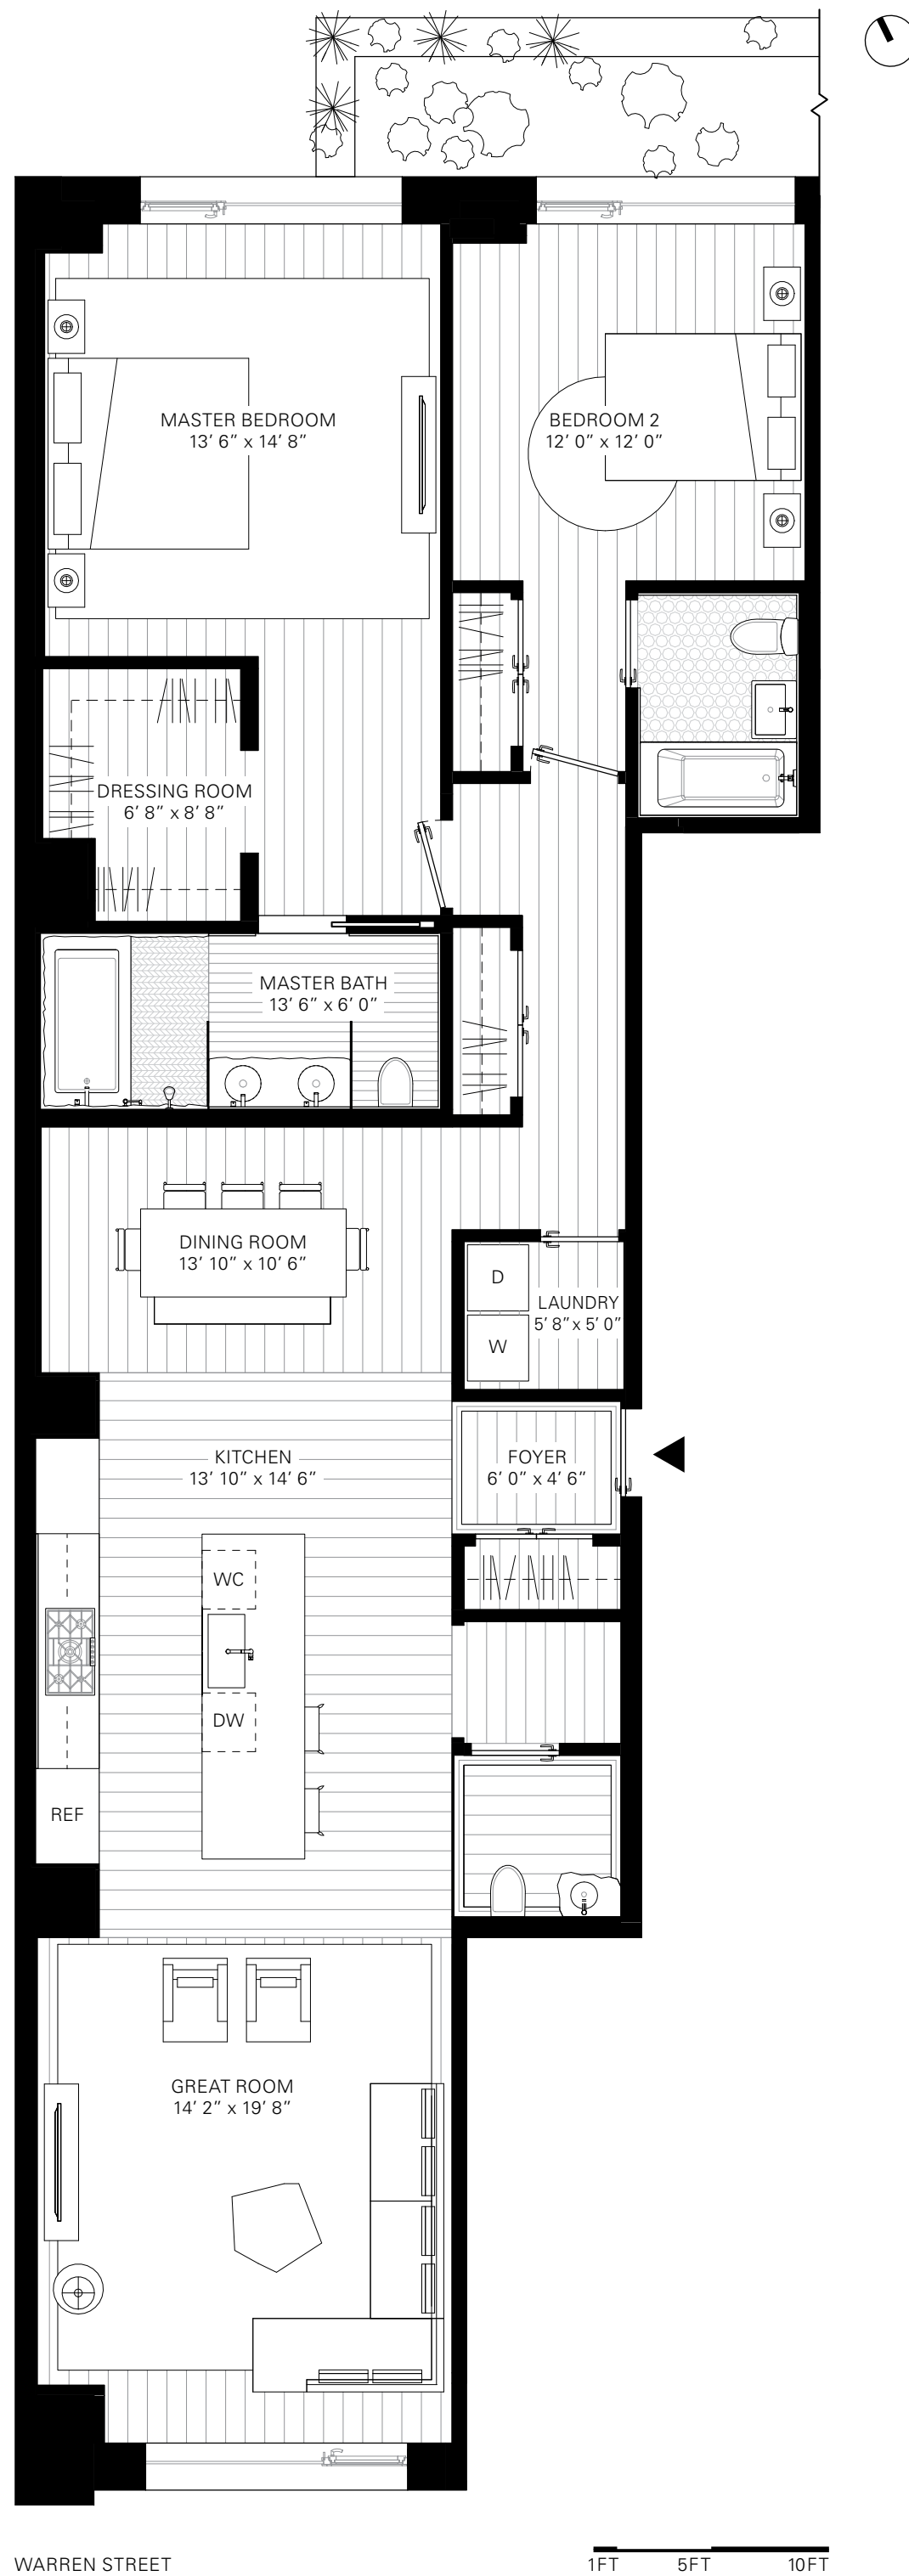 MASTER BEDROOM
13’ 6” x 14’ 8”
BEDROOM 2
12’ 0” x 12’ 0”
DRESSING ROOM
6’ 8” x 8’ 8”
MASTER BATH
13’ 6” x 6’ 0”
DINING ROOM
13’ 10” x 10’ 6”
D
W
LAUNDRY
5’ 8” x 5’ 0”
KITCHEN
13’ 10” x 14’ 6”
FOYER
6’ 0” x 4’ 6”
WC
DW
REF
GREAT ROOM
14’ 2” x 19’ 8”
WARREN STREET
1FT 5FT 10FT